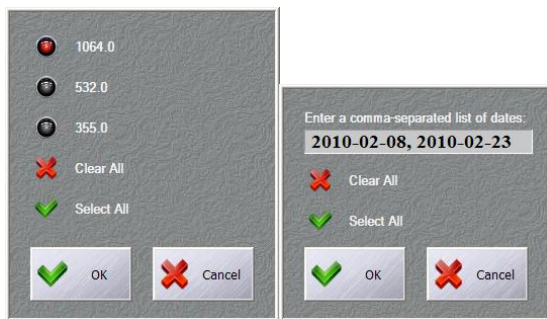 1064.0
532.0
355.0
Clear All
Select All
OK Cancel
Enter a comma-separated list of dates:
2010-02-08, 2010-02-23
Clear All
Select All
OK Cancel